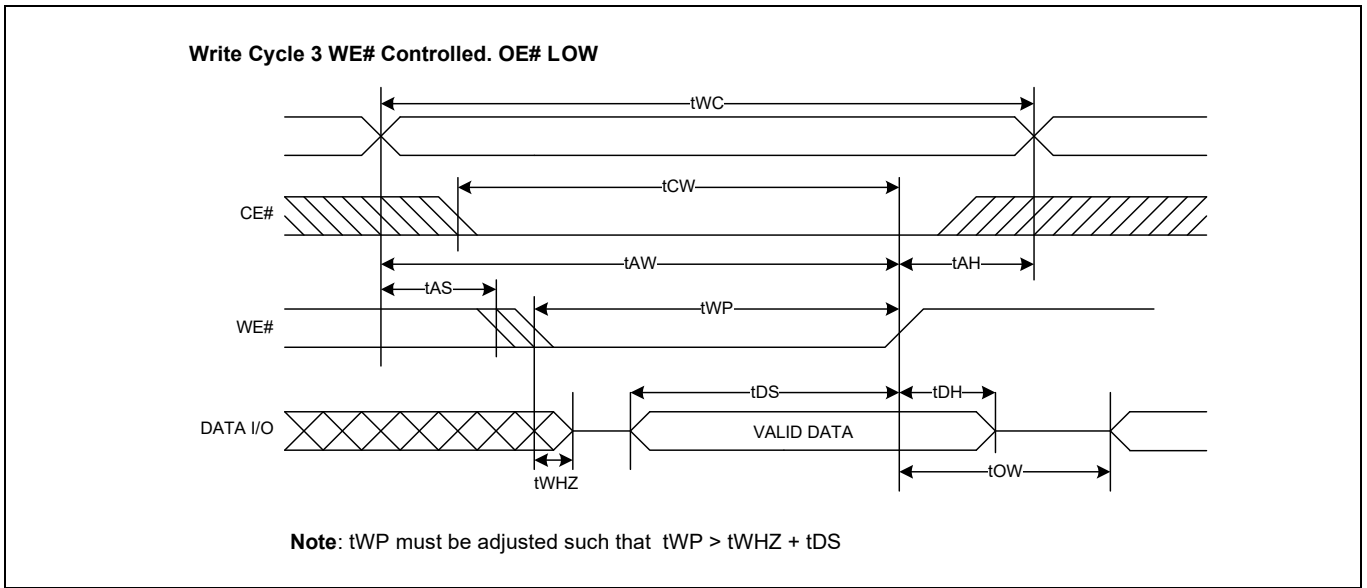 Write Cycle 3 WE# Controlled. OE# LOW
tWC
tCW
CE#
tAW
tAH
tAS
tWP
WE#
tDS
tDH
DATA I/O
VALID DATA
tOW
tWHZ
Note: tWP must be adjusted such that tWP > tWHZ + tDS